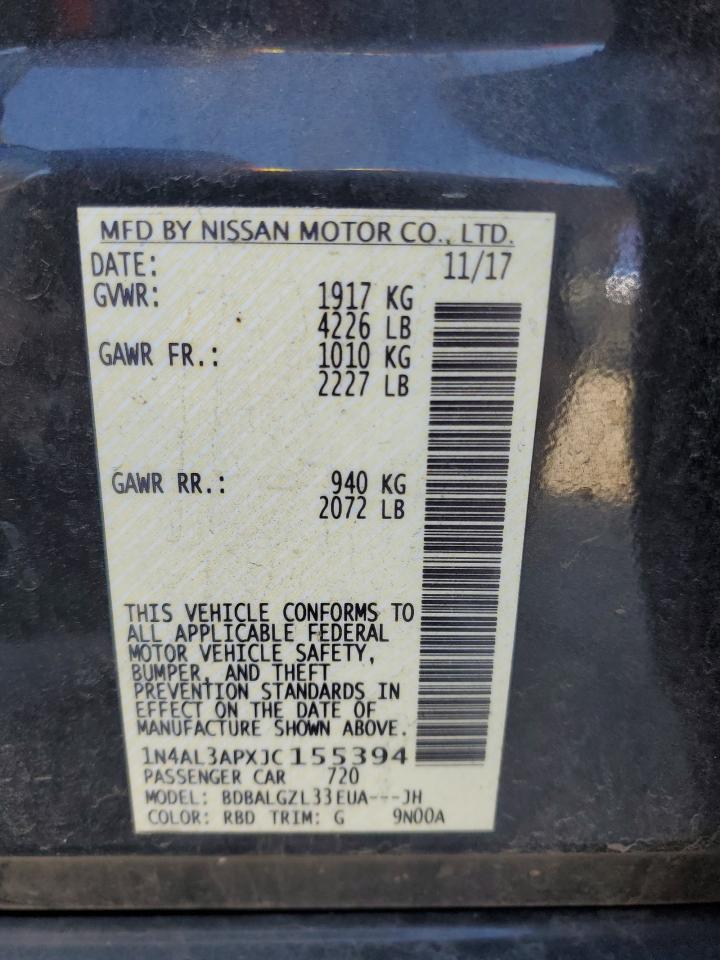 MFD BY NISSAN MOTOR CO., LTD.
DATE: 11/17
GVWR: 1917 KG
4226 LB
GAWR FR.: 1010 KG
2227 LB
GAWR RR.: 940 KG
2072 LB
THIS VEHICLE CONFORMS TO
ALL APPLICABLE FEDERAL
MOTOR VEHICLE SAFETY,
BUMPER, AND THEFT
PREVENTION STANDARDS IN
EFFECT ON THE DATE OF
MANUFACTURE SHOWN ABOVE.
1N4AL3APXJC155394
PASSENGER CAR 720
MODEL: BDBALGZL33EUA---JH
COLOR: RBD TRIM: G 9N00A